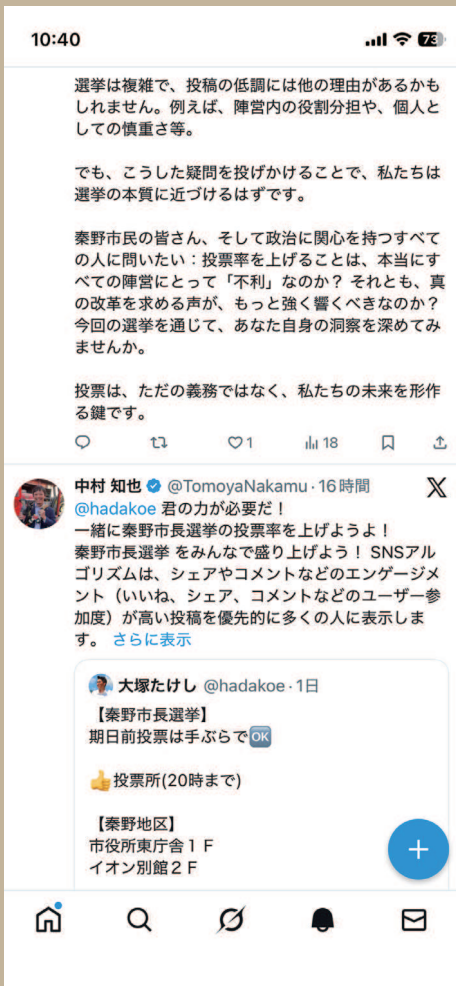 10:40
73
選挙は複雑で、投稿の低調には他の理由があるかも
しれません。例えば、陣営内の役割分担や、個人と
しての慎重さ等。
でも、こうした疑問を投げかけることで、私たちは
選挙の本質に近づけるはずです。
秦野市民の皆さん、そして政治に関心を持つすべて
の人に問いたい：投票率を上げることは、本当にす
べての陣営にとって「不利」なのか？ それとも、真
の改革を求める声が、もっと強く響くべきなのか？
今回の選挙を通じて、あなた自身の洞察を深めてみ
ませんか。
投票は、ただの義務ではなく、私たちの未来を形作
る鍵です。
1 18
中村 知也 @TomoyaNakamu · 16時間
@hadakoe 君の力が必要だ！
一緒に秦野市長選挙の投票率を上げようよ！
秦野市長選挙 をみんなで盛り上げよう！ SNSアル
ゴリズムは、シェアやコメントなどのエンゲージメ
ント（いいね、シェア、コメントなどのユーザー参
加度）が高い投稿を優先的に多くの人に表示しま
す。 さらに表示
大塚たけし @hadakoe · 1日
【秦野市長選挙】
期日前投票は手ぶらで🆗
👍投票所(20時まで)
【秦野地区】
市役所東庁舎１Ｆ
イオン別館２Ｆ